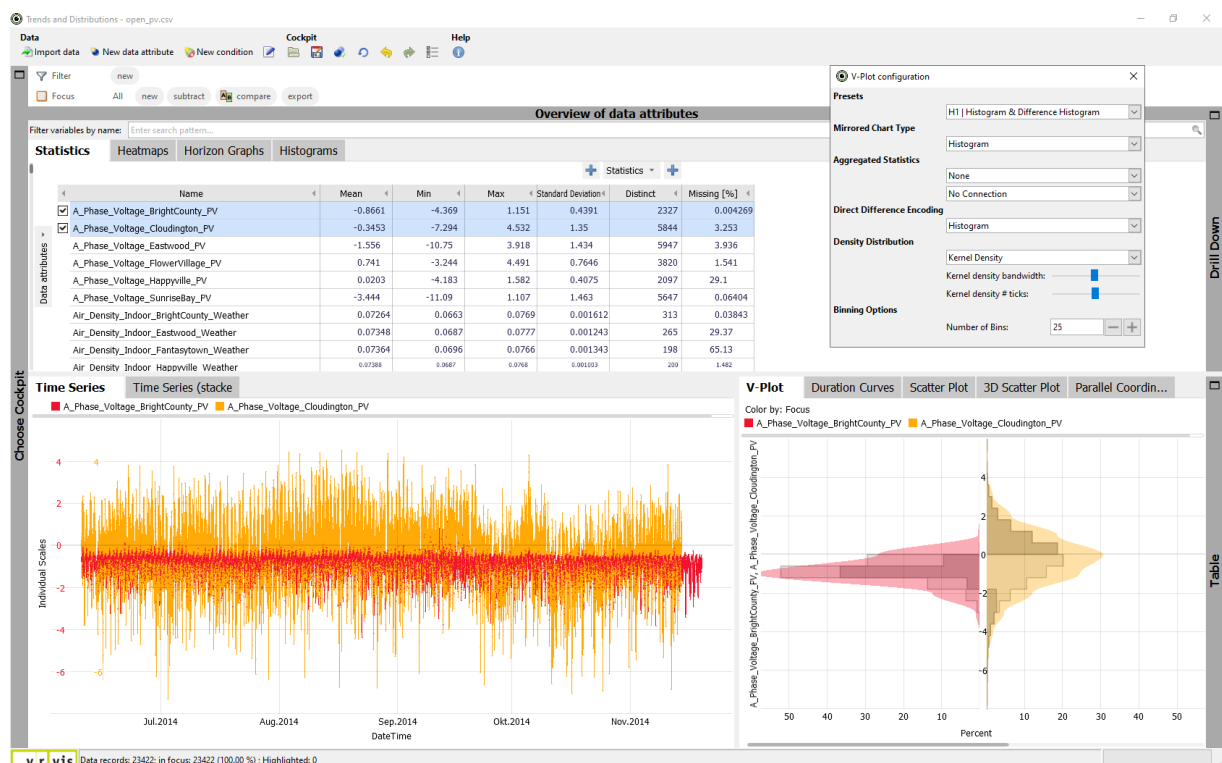 Trends and Distributions - open_pv.csv
Data
Cockpit
Help
Import data New data attribute New condition
Filter new
Focus All new subtract compare export
Overview of data attributes
Filter variables by name: Enter search pattern...
Statistics Heatmaps Horizon Graphs Histograms
Statistics
Name Mean Min Max Standard Deviation Distinct Missing [%]
A_Phase_Voltage_BrightCounty_PV -0.8661 -4.369 1.151 0.4391 2327 0.004269
A_Phase_Voltage_Cloudington_PV -0.3453 -7.294 4.532 1.35 5844 3.253
A_Phase_Voltage_Eastwood_PV -1.556 -10.75 3.918 1.434 5947 3.936
A_Phase_Voltage_FlowerVillage_PV 0.741 -3.244 4.491 0.7646 3820 1.541
A_Phase_Voltage_Happyville_PV 0.0203 -4.183 1.582 0.4075 2097 29.1
A_Phase_Voltage_SunriseBay_PV -3.444 -11.09 1.107 1.463 5647 0.06404
Air_Density_Indoor_BrightCounty_Weather 0.07264 0.0663 0.0769 0.001612 313 0.03843
Air_Density_Indoor_Eastwood_Weather 0.07348 0.0687 0.0777 0.001243 265 29.37
Air_Density_Indoor_Fantasytown_Weather 0.07364 0.0696 0.0766 0.001343 198 65.13
Air_Density_Indoor_Happyville_Weather 0.07388 0.0687 0.0768 0.001003 209 1.482
Data attributes
Choose Cockpit
V-Plot configuration
Presets
H1 | Histogram & Difference Histogram
Mirrored Chart Type
Histogram
Aggregated Statistics
None
No Connection
Direct Difference Encoding
Histogram
Density Distribution
Kernel Density
Kernel density bandwidth:
Kernel density # ticks:
Binning Options
Number of Bins: 25
Drill Down
Table
Time Series Time Series (stacke
A_Phase_Voltage_BrightCounty_PV A_Phase_Voltage_Cloudington_PV
Individual Scales
4 4
2
0
-2
-4
-6 -6
Jul.2014 Aug.2014 Sep.2014 Okt.2014 Nov.2014
DateTime
V-Plot Duration Curves Scatter Plot 3D Scatter Plot Parallel Coordin...
Color by: Focus
A_Phase_Voltage_BrightCounty_PV A_Phase_Voltage_Cloudington_PV
A_Phase_Voltage_BrightCounty_PV, A_Phase_Voltage_Cloudington_PV
4
2
0
-2
-4
-6
50 40 30 20 10 10 20 30 40 50
Percent
v r vis Data records: 23422; in focus: 23422 (100.00 %) ; Highlighted: 0